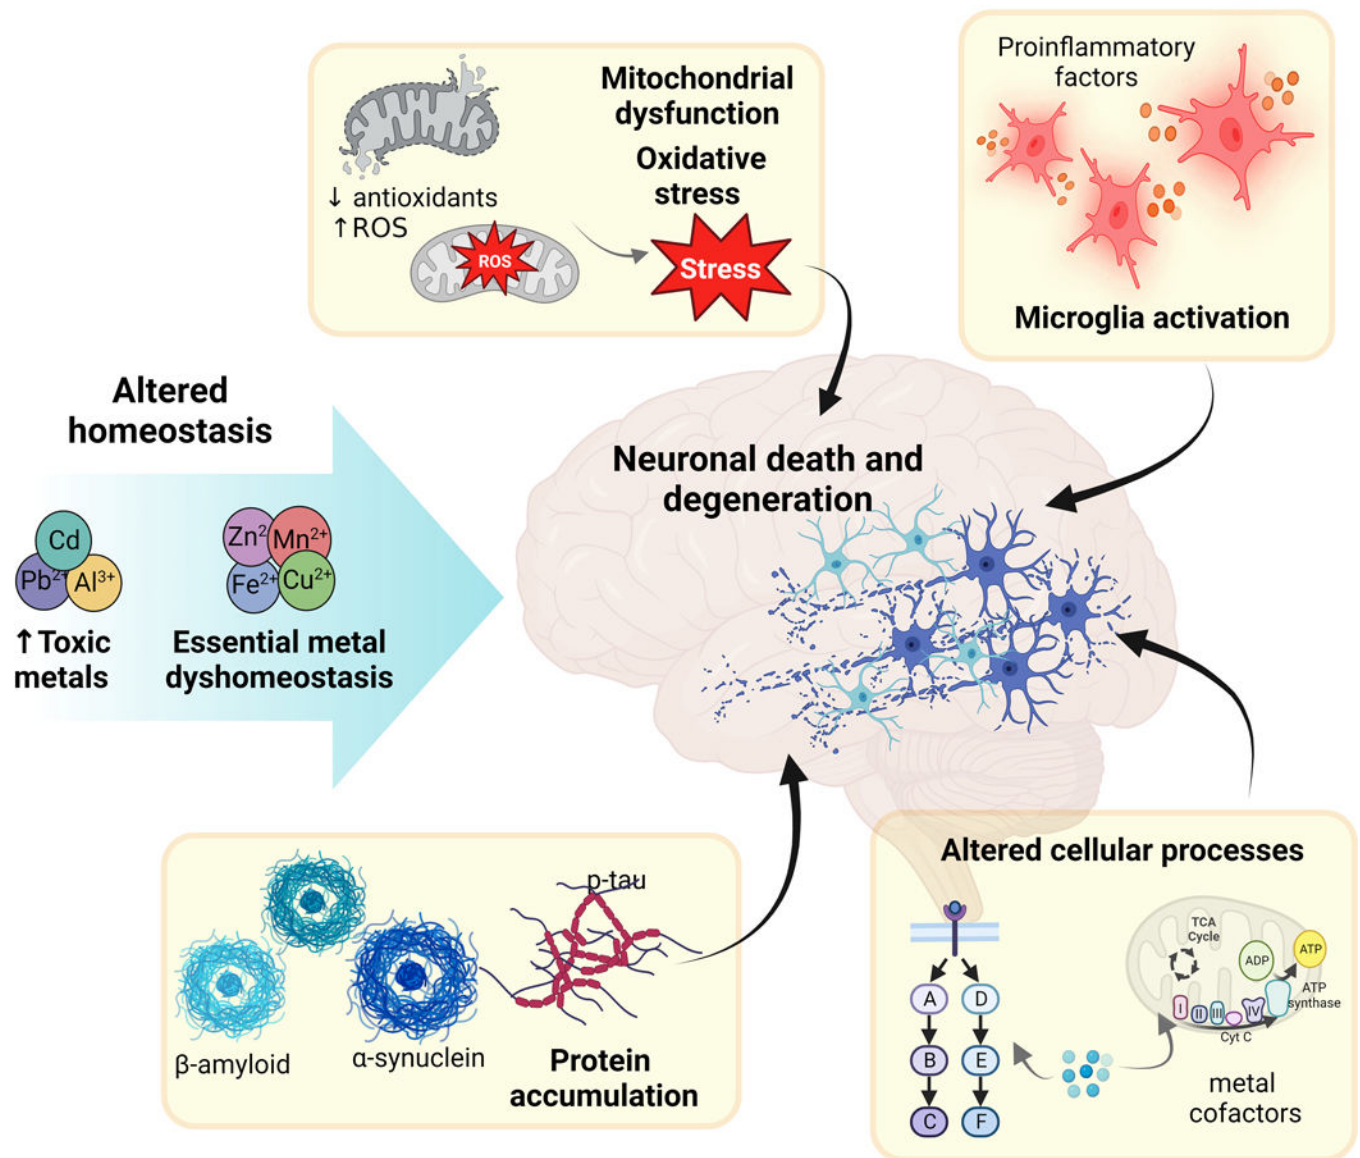 Mitochondrial
dysfunction
Oxidative
stress
↓ antioxidants
↑ROS
ROS
Stress
Proinflammatory
factors
Microglia activation
Altered
homeostasis
Cd
Pb²⁺
Al³⁺
Zn²
Mn²⁺
Fe²⁺
Cu²⁺
↑Toxic
metals
Essential metal
dyshomeostasis
Neuronal death and
degeneration
p-tau
β-amyloid
α-synuclein
Protein
accumulation
Altered cellular processes
A
D
B
E
C
F
TCA
Cycle
ADP
ATP
ATP
synthase
I
II
III
IV
Cyt C
metal
cofactors